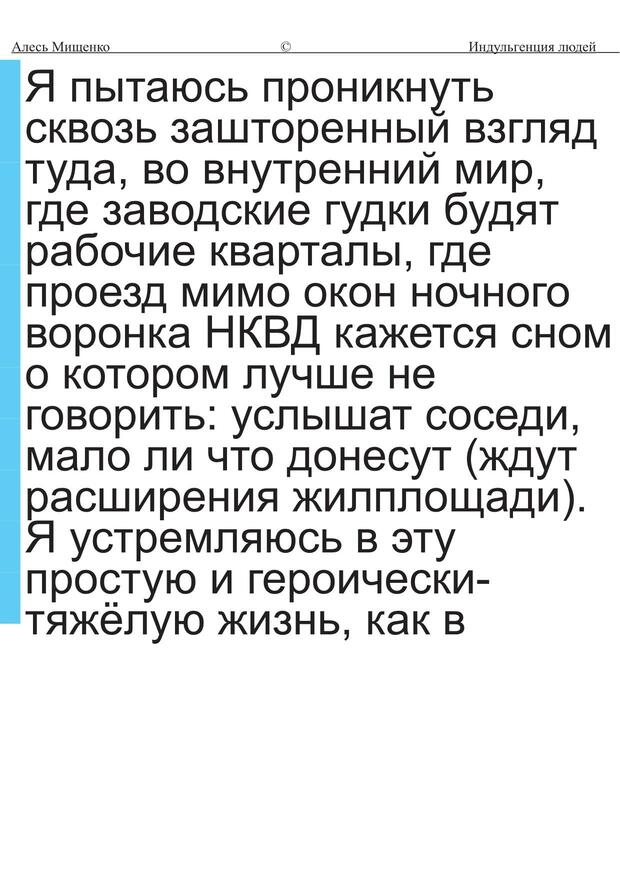 Алесь Мищенко © Индульгенция людей
Я пытаюсь проникнуть
сквозь зашторенный взгляд
туда, во внутренний мир,
где заводские гудки будят
рабочие кварталы, где
проезд мимо окон ночного
воронка НКВД кажется сном
о котором лучше не
говорить: услышат соседи,
мало ли что донесут (ждут
расширения жилплощади).
Я устремляюсь в эту
простую и героически-
тяжёлую жизнь, как в